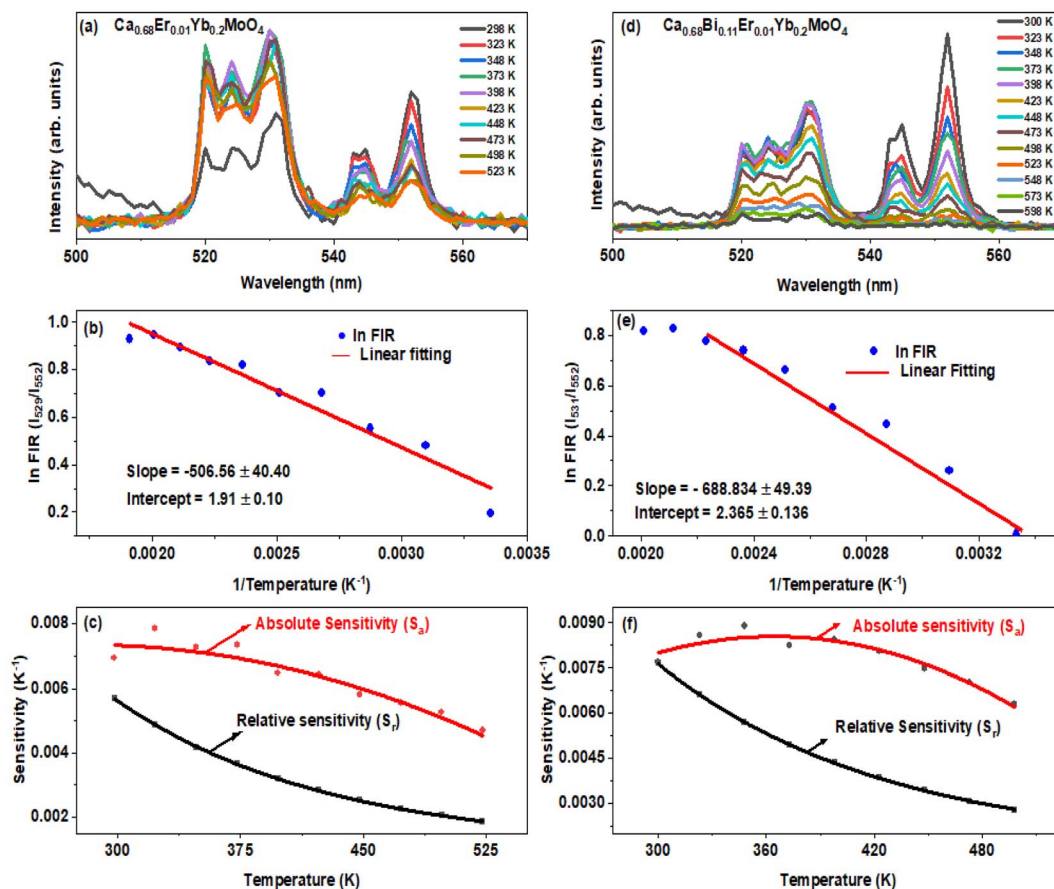 (a) Ca0.68Er0.01Yb0.2MoO4
298 K
323 K
348 K
373 K
398 K
423 K
448 K
473 K
498 K
523 K
Intensity (arb. units)
500 520 540 560
Wavelength (nm)
(d) Ca0.68Bi0.11Er0.01Yb0.2MoO4
300 K
323 K
348 K
373 K
398 K
423 K
448 K
473 K
498 K
523 K
548 K
573 K
598 K
Intensity (arb. units)
500 520 540 560
Wavelength (nm)
(b)
ln FIR
Linear fitting
Slope = -506.56 ± 40.40
Intercept = 1.91 ± 0.10
ln FIR (I529/I552)
1.0
0.8
0.6
0.4
0.2
0.0020 0.0025 0.0030 0.0035
1/Temperature (K-1)
(e)
ln FIR
Linear Fitting
Slope = - 688.834 ± 49.39
Intercept = 2.365 ± 0.136
ln FIR (I531/I552)
0.8
0.6
0.4
0.2
0.0
0.0020 0.0024 0.0028 0.0032
1/Temperature (K-1)
(c)
Absolute Sensitivity (Sa)
Relative sensitivity (Sr)
Sensitivity (K-1)
0.008
0.006
0.004
0.002
300 375 450 525
Temperature (K)
(f)
Absolute sensitivity (Sa)
Relative Sensitivity (Sr)
Sensitivity (K-1)
0.0090
0.0075
0.0060
0.0045
0.0030
300 360 420 480
Temperature (K)